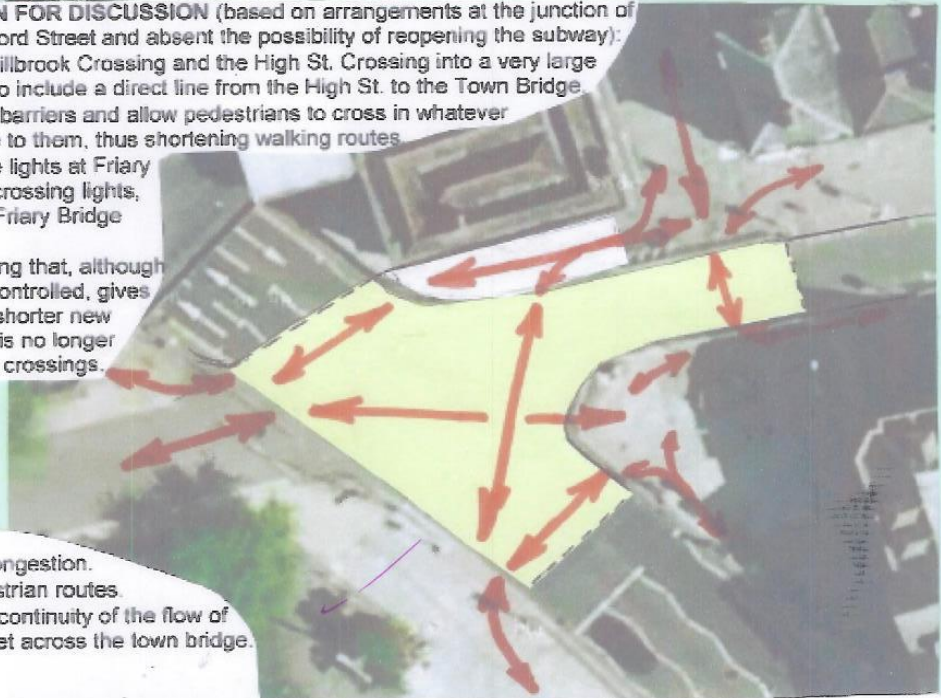 N FOR DISCUSSION (based on arrangements at the junction of
ord Street and absent the possibility of reopening the subway):
illbrook Crossing and the High St. Crossing into a very large
o include a direct line from the High St. to the Town Bridge.
barriers and allow pedestrians to cross in whatever
to them, thus shortening walking routes
lights at Friary
crossing lights,
Friary Bridge
ng that, although
ontrolled, gives
shorter new
is no longer
crossings.
ongestion.
strian routes.
continuity of the flow of
et across the town bridge.